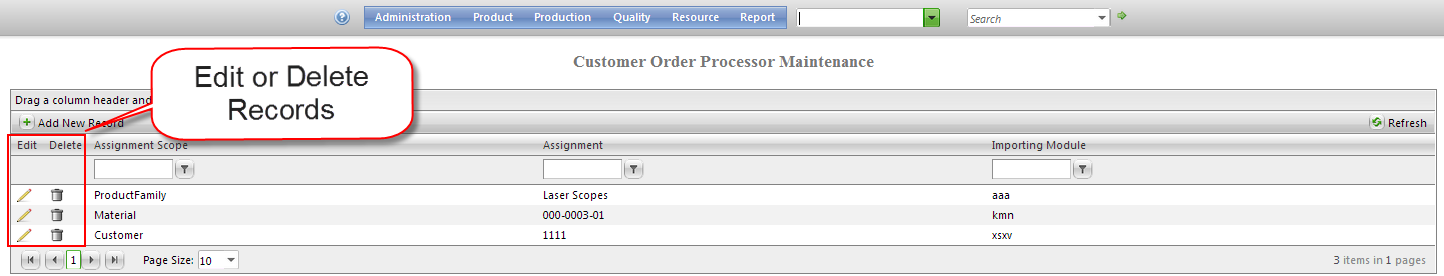 Administration Product Production Quality Resource Report Search
Customer Order Processor Maintenance
Edit or Delete
Records
Drag a column header and
Add New Record Refresh
Edit Delete Assignment Scope Assignment Importing Module
ProductFamily Laser Scopes aaa
Material 000-0003-01 kmn
Customer 1111 xsxv
1 Page Size: 10 3 items in 1 pages